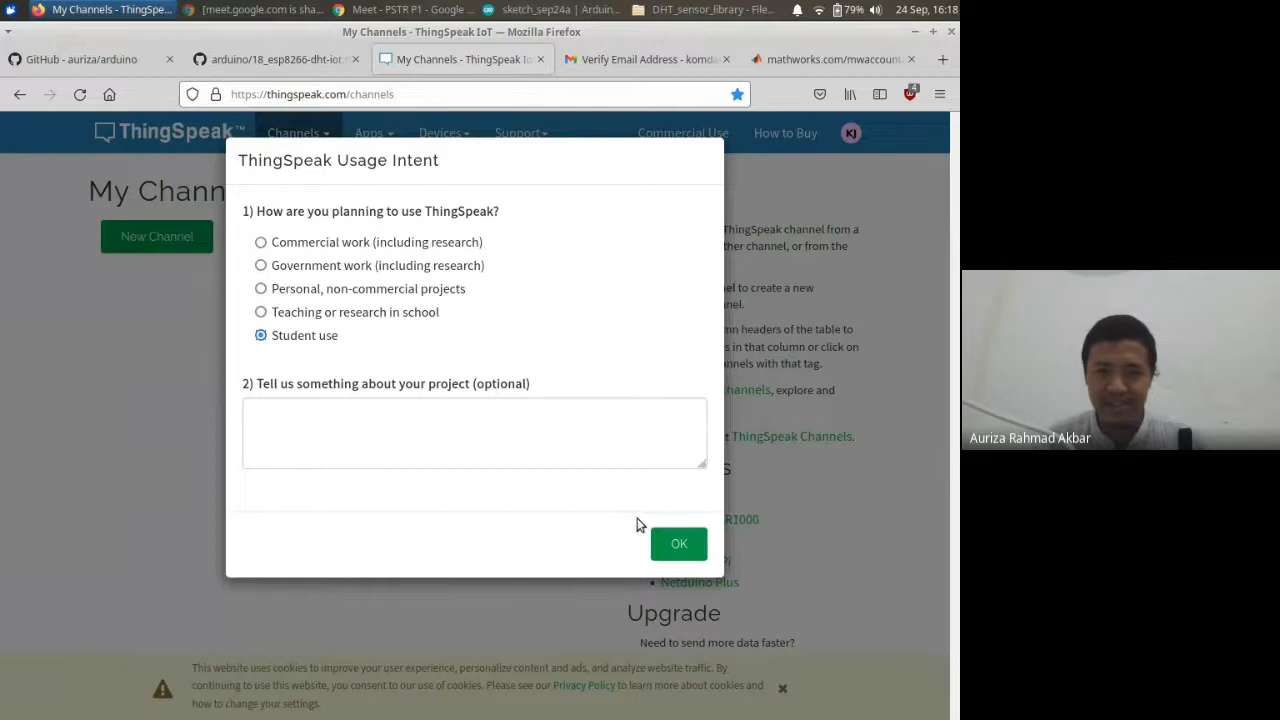 My Channels - ThingSpe...
[meet.google.com is sha...
Meet - PSTR P1 - Google ...
sketch_sep24a | Arduin...
DHT_sensor_library - File...
79%
24 Sep, 16:18
My Channels - ThingSpeak IoT — Mozilla Firefox
GitHub - auriza/arduino
arduino/18_esp8266-dht-iot.
My Channels - ThingSpeak Io
Verify Email Address - komda
mathworks.com/mwaccount
https://thingspeak.com/channels
4
ThingSpeak™
Channels
Apps
Devices
Support
Commercial Use
How to Buy
KJ
My Chann
New Channel
ThingSpeak Usage Intent
1) How are you planning to use ThingSpeak?
Commercial work (including research)
Government work (including research)
Personal, non-commercial projects
Teaching or research in school
Student use
2) Tell us something about your project (optional)
OK
ThingSpeak channel from a
ther channel, or from the
nel to create a new
nel.
mn headers of the table to
s in that column or click on
annels with that tag.
hannels, explore and
t ThingSpeak Channels.
s
R1000
Pi
Netduino Plus
Upgrade
Need to send more data faster?
This website uses cookies to improve your user experience, personalize content and ads, and analyze website traffic. By
continuing to use this website, you consent to our use of cookies. Please see our Privacy Policy to learn more about cookies and
how to change your settings.
Auriza Rahmad Akbar